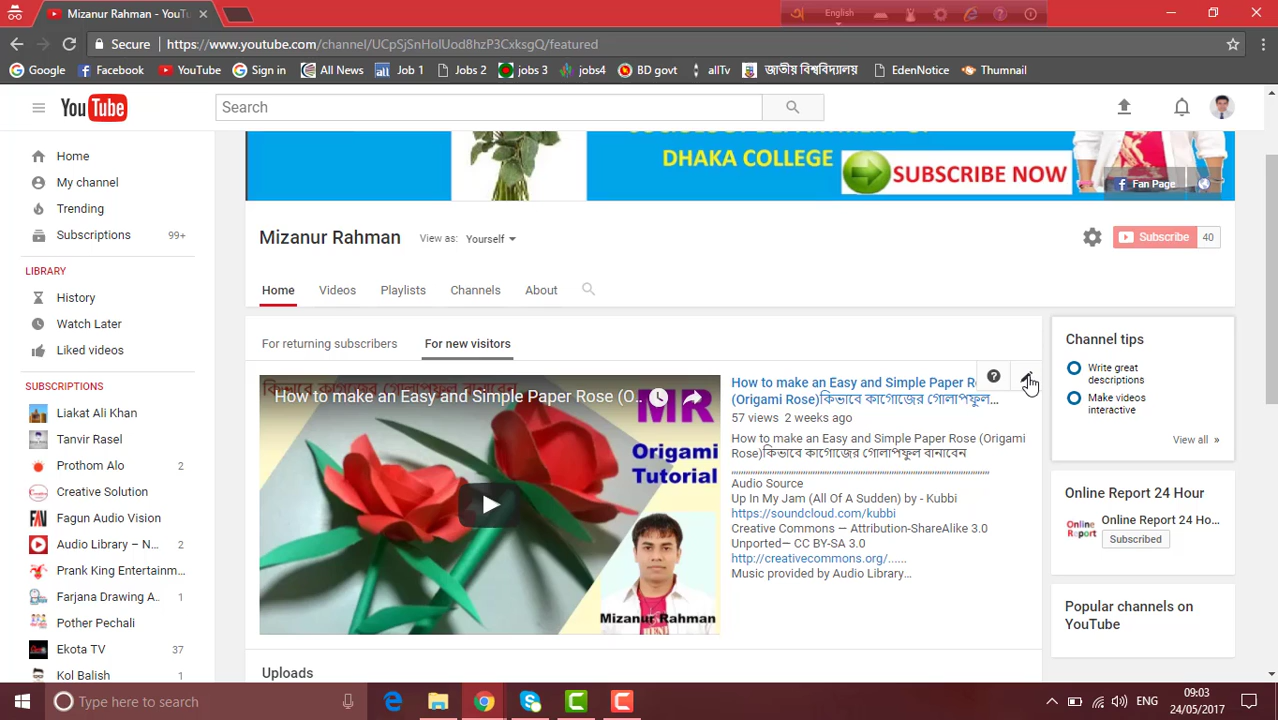 Mizanur Rahman - YouTu
English
Secure
https://www.youtube.com/channel/UCpSjSnHolUod8hzP3CxksgQ/featured
Google
Facebook
YouTube
Sign in
All News
Job 1
Jobs 2
jobs 3
jobs4
BD govt
allTv
জাতীয় বিশ্ববিদ্যালয়
EdenNotice
Thumnail
YouTube
Search
DHAKA COLLEGE
SUBSCRIBE NOW
Fan Page
Home
My channel
Trending
Subscriptions 99+
LIBRARY
History
Watch Later
Liked videos
SUBSCRIPTIONS
Liakat Ali Khan
Tanvir Rasel
Prothom Alo 2
Creative Solution
Fagun Audio Vision
Audio Library – N... 2
Prank King Entertainm...
Farjana Drawing A.. 1
Pother Pechali
Ekota TV 37
Kol Balish 1
Mizanur Rahman
View as: Yourself
Subscribe 40
Home Videos Playlists Channels About
For returning subscribers For new visitors
কিভাবে কাগজের গোলাপফুল বানাবেন
How to make an Easy and Simple Paper Rose (O...
MR
Origami
Tutorial
Mizanur Rahman
How to make an Easy and Simple Paper R
(Origami Rose)কিভাবে কাগোজের গোলাপফুল...
57 views 2 weeks ago
How to make an Easy and Simple Paper Rose (Origami
Rose)কিভাবে কাগোজের গোলাপফুল বানাবেন
Audio Source
Up In My Jam (All Of A Sudden) by - Kubbi
https://soundcloud.com/kubbi
Creative Commons — Attribution-ShareAlike 3.0
Unported— CC BY-SA 3.0
http://creativecommons.org/......
Music provided by Audio Library...
Uploads
Channel tips
Write great
descriptions
Make videos
interactive
View all »
Online Report 24 Hour
Online
Report
Online Report 24 Ho...
Subscribed
Popular channels on
YouTube
Type here to search
ENG
09:03
24/05/2017